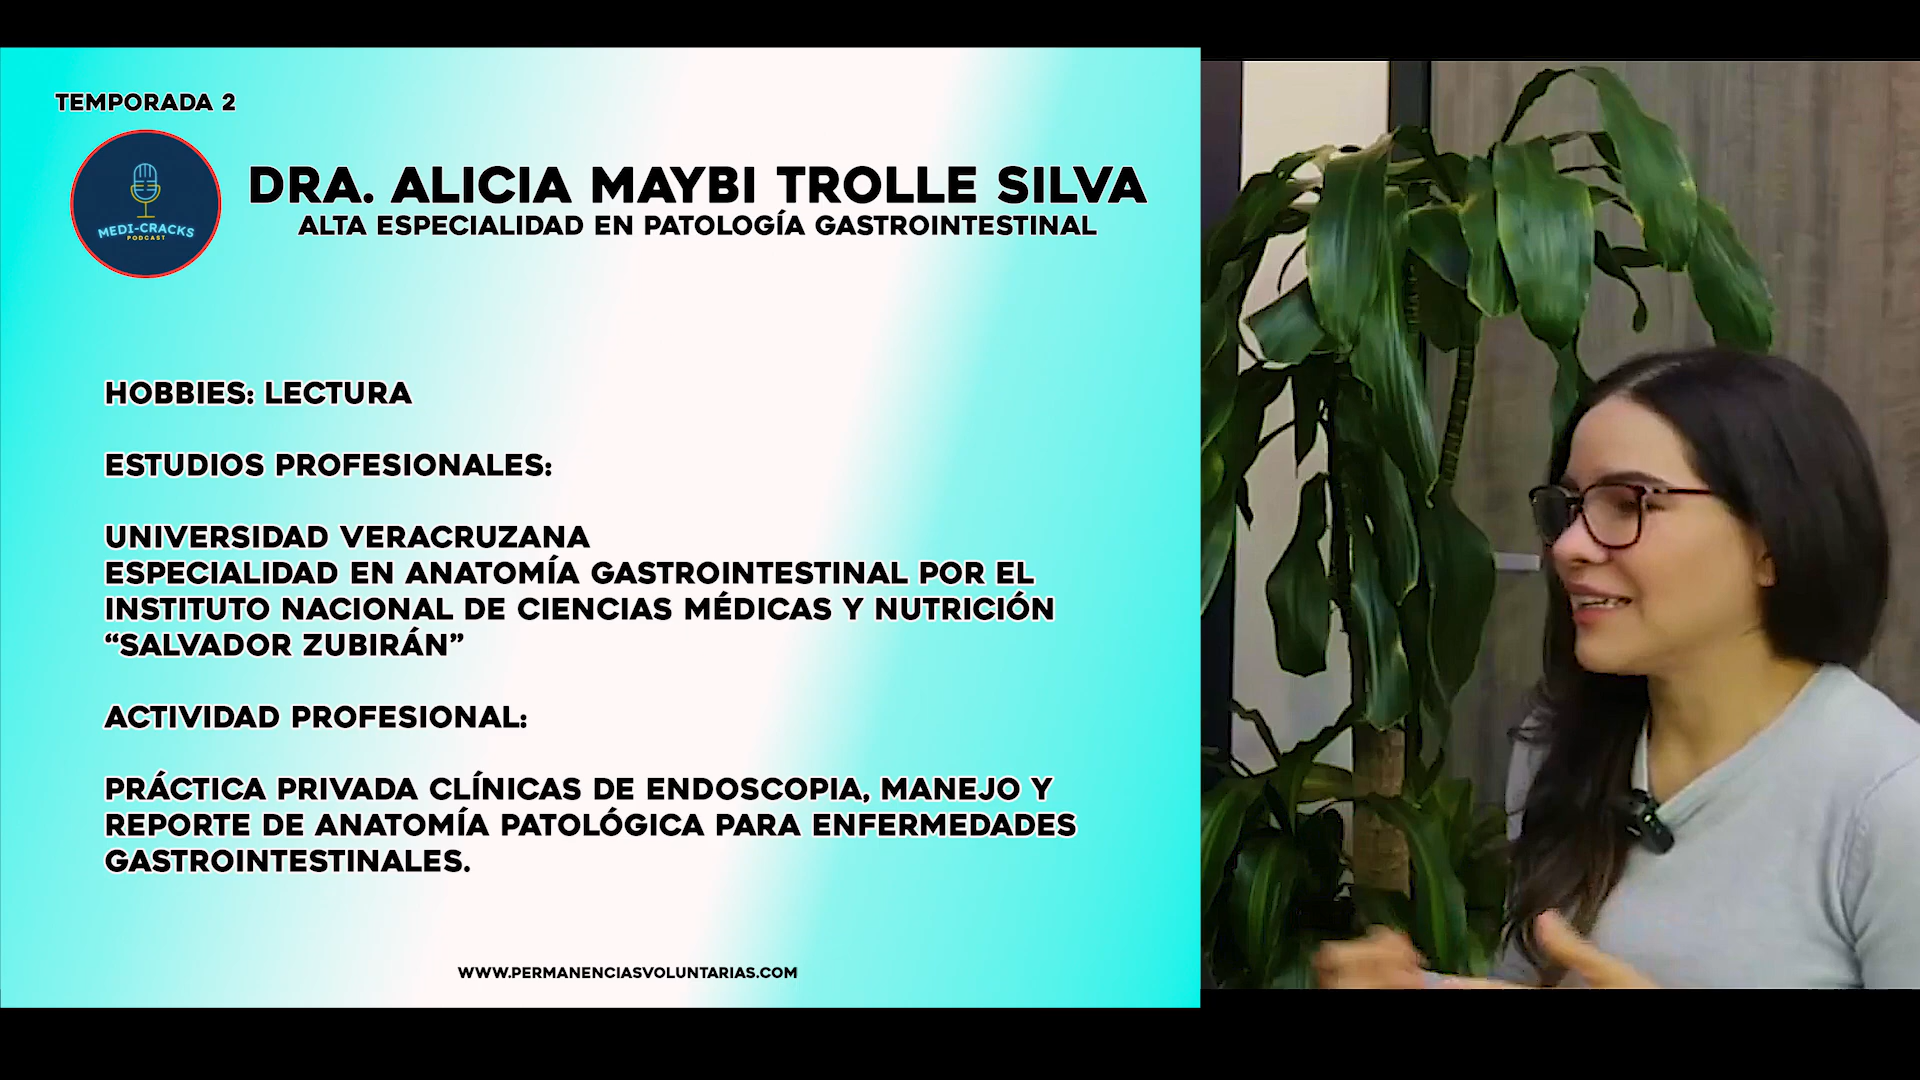 TEMPORADA 2
MEDI-CRACKS
PODCAST
DRA. ALICIA MAYBI TROLLE SILVA
ALTA ESPECIALIDAD EN PATOLOGÍA GASTROINTESTINAL
HOBBIES: LECTURA
ESTUDIOS PROFESIONALES:
UNIVERSIDAD VERACRUZANA
ESPECIALIDAD EN ANATOMÍA GASTROINTESTINAL POR EL
INSTITUTO NACIONAL DE CIENCIAS MÉDICAS Y NUTRICIÓN
“SALVADOR ZUBIRÁN”
ACTIVIDAD PROFESIONAL:
PRÁCTICA PRIVADA CLÍNICAS DE ENDOSCOPIA, MANEJO Y
REPORTE DE ANATOMÍA PATOLÓGICA PARA ENFERMEDADES
GASTROINTESTINALES.
WWW.PERMANENCIASVOLUNTARIAS.COM